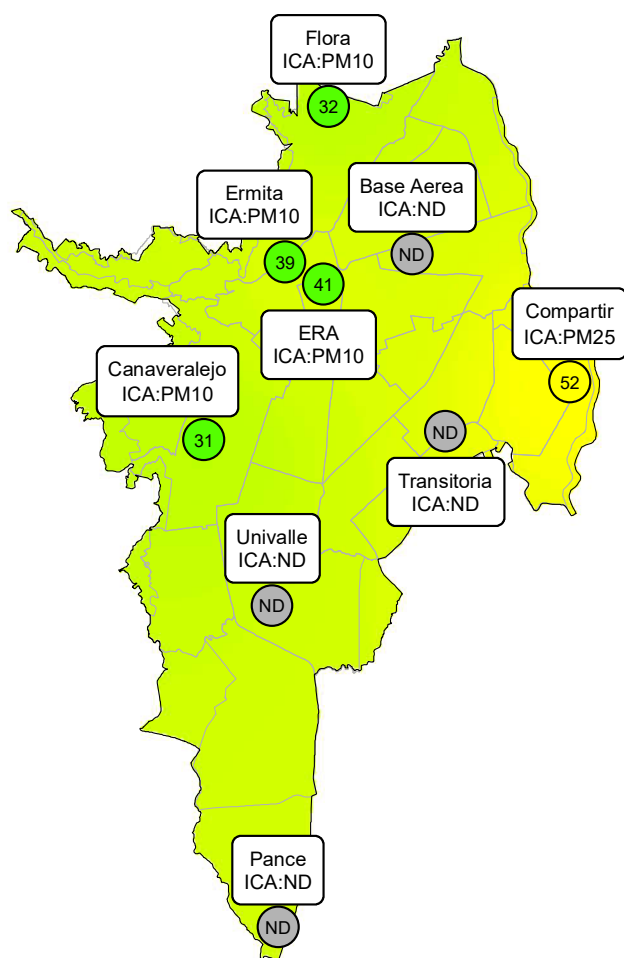 Flora
ICA:PM10
32
Ermita
ICA:PM10
39
Base Aerea
ICA:ND
ND
41
ERA
ICA:PM10
Compartir
ICA:PM25
52
Canaveralejo
ICA:PM10
31
ND
Transitoria
ICA:ND
Univalle
ICA:ND
ND
Pance
ICA:ND
ND